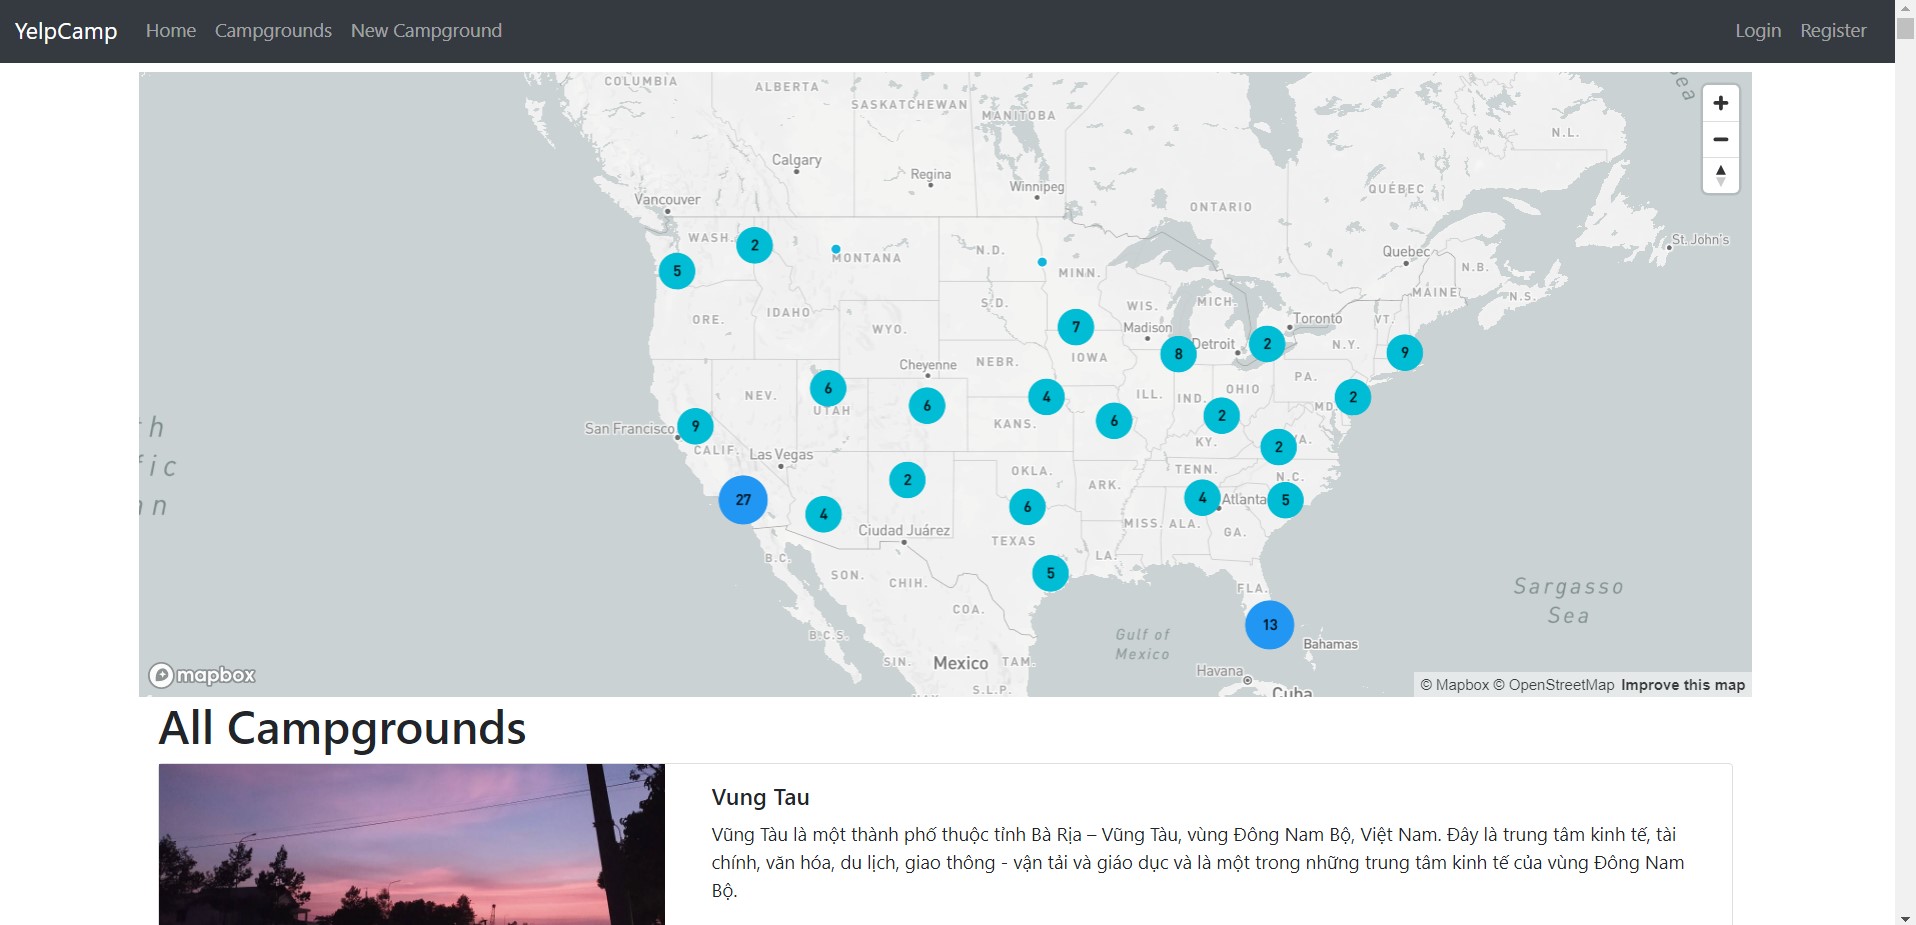 YelpCamp Home Campgrounds New Campground Login Register
COLUMBIA
ALBERTA
SASKATCHEWAN
MANITOBA
Sea
N.L.
Calgary
Regina
Winnipeg
QUÉBEC
ONTARIO
Vancouver
St. John's
WASH.
2
MONTANA
N.D.
MINN.
Quebec
N.B.
5
MAINE
N.S.
ORE.
IDAHO
WYO.
S.D.
WIS.
MICH.
Toronto
VT.
7
Madison
8
Detroit
2
N.Y.
9
IOWA
Cheyenne
NEBR.
PA.
6
UTAH
NEV.
6
4
ILL.
IND.
OHIO
MD.
2
San Francisco
9
CALIF.
KANS.
6
2
KY.
2
Las Vegas
OKLA.
TENN.
N.C.
27
4
2
6
ARK.
4
Atlanta
5
Ciudad Juárez
TEXAS
MISS.
ALA.
GA.
B.C.
SON.
CHIH.
5
LA.
FLA.
Sargasso
Sea
COA.
13
B.C.S.
Gulf of
Mexico
Bahamas
SIN.
Mexico
TAM.
Havana
S.L.P.
Cuba
mapbox
© Mapbox © OpenStreetMap Improve this map
All Campgrounds
Vung Tau
Vũng Tàu là một thành phố thuộc tỉnh Bà Rịa – Vũng Tàu, vùng Đông Nam Bộ, Việt Nam. Đây là trung tâm kinh tế, tài
chính, văn hóa, du lịch, giao thông - vận tải và giáo dục và là một trong những trung tâm kinh tế của vùng Đông Nam
Bộ.